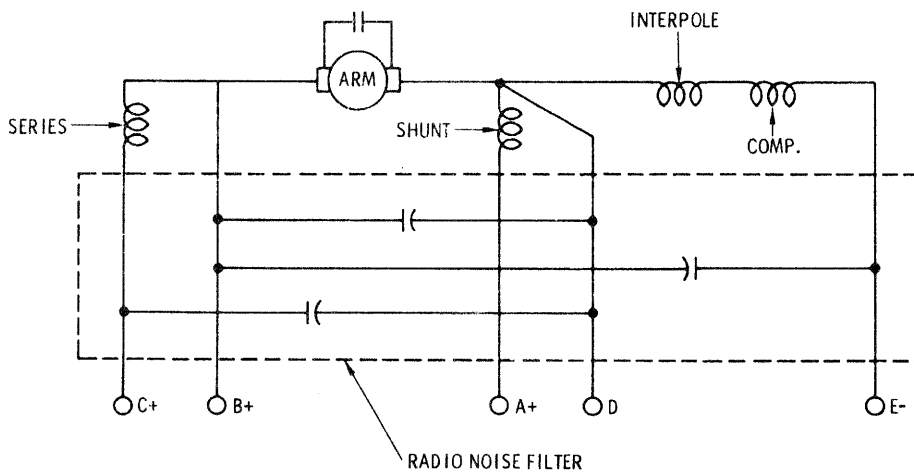 INTERPOLE
ARM
SERIES
SHUNT
COMP.
C+
B+
A+
D
E-
RADIO NOISE FILTER